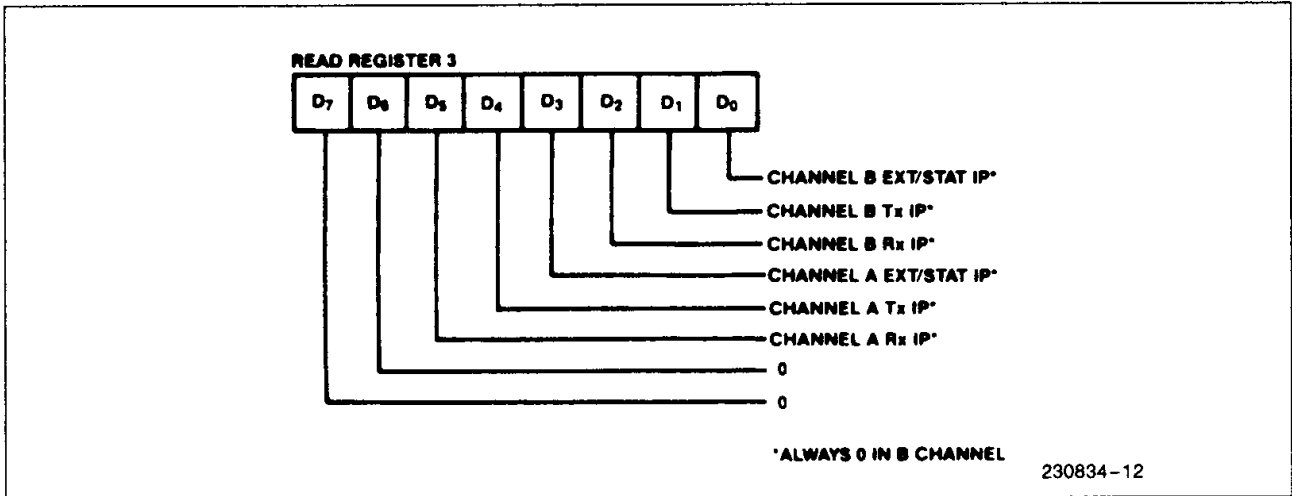 READ REGISTER 3
D7 D6 D5 D4 D3 D2 D1 D0
CHANNEL B EXT/STAT IP*
CHANNEL B Tx IP*
CHANNEL B Rx IP*
CHANNEL A EXT/STAT IP*
CHANNEL A Tx IP*
CHANNEL A Rx IP*
0
0
*ALWAYS 0 IN B CHANNEL
230834-12